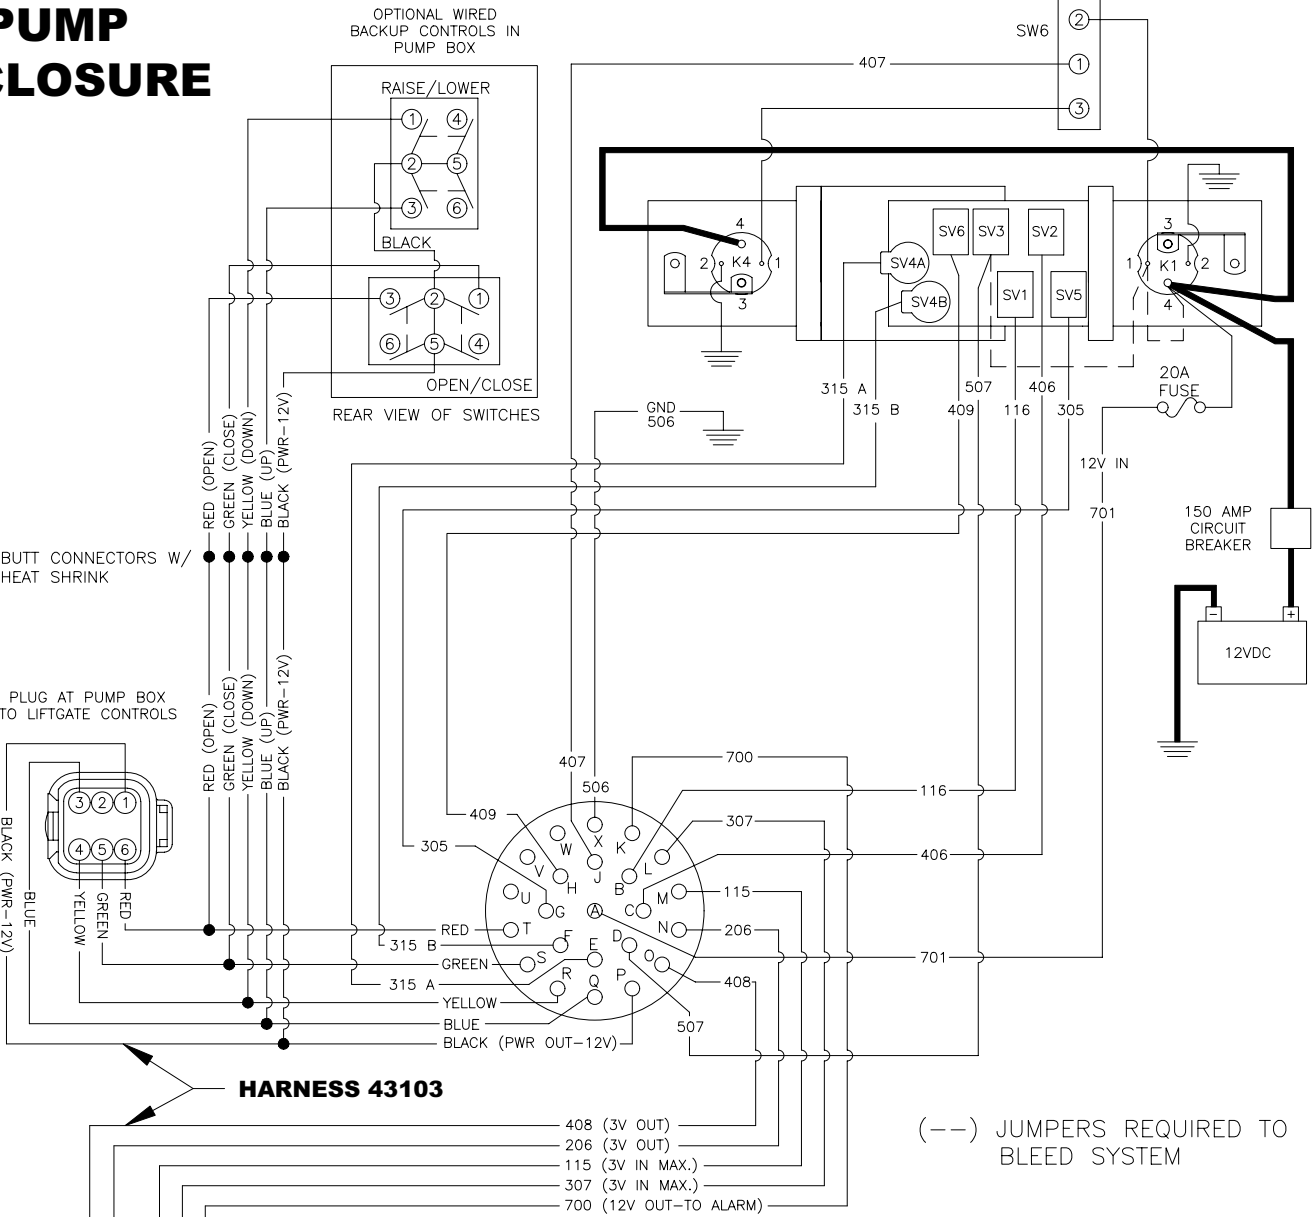 PUMP
CLOSURE
OPTIONAL WIRED
BACKUP CONTROLS IN
PUMP BOX
RAISE/LOWER
1 4
2 5
3 6
BLACK
3 2 1
6 5 4
OPEN/CLOSE
REAR VIEW OF SWITCHES
SW6
2
1
3
407
4
2 K4 1
3
SV6 SV3 SV2
SV4A
SV4B
SV1 SV5
3
1 K1 2
4
315 A
315 B
409
507
116
406
305
20A
FUSE
GND
506
12V IN
701
150 AMP
CIRCUIT
BREAKER
- +
12VDC
RED (OPEN)
GREEN (CLOSE)
YELLOW (DOWN)
BLUE (UP)
BLACK (PWR-12V)
BUTT CONNECTORS W/
HEAT SHRINK
RED (OPEN)
GREEN (CLOSE)
YELLOW (DOWN)
BLUE (UP)
BLACK (PWR-12V)
PLUG AT PUMP BOX
TO LIFTGATE CONTROLS
3 2 1
4 5 6
BLACK (PWR-12V)
BLUE
YELLOW
GREEN
RED
407
506
700
409
116
307
305
406
115
206
701
408
507
W X K
V J L
U H B M
T G A C N
S F E D O
R Q P
RED
315 B
GREEN
315 A
YELLOW
BLUE
BLACK (PWR OUT-12V)
HARNESS 43103
408 (3V OUT)
206 (3V OUT)
115 (3V IN MAX.)
307 (3V IN MAX.)
700 (12V OUT-TO ALARM)
(--) JUMPERS REQUIRED TO
BLEED SYSTEM